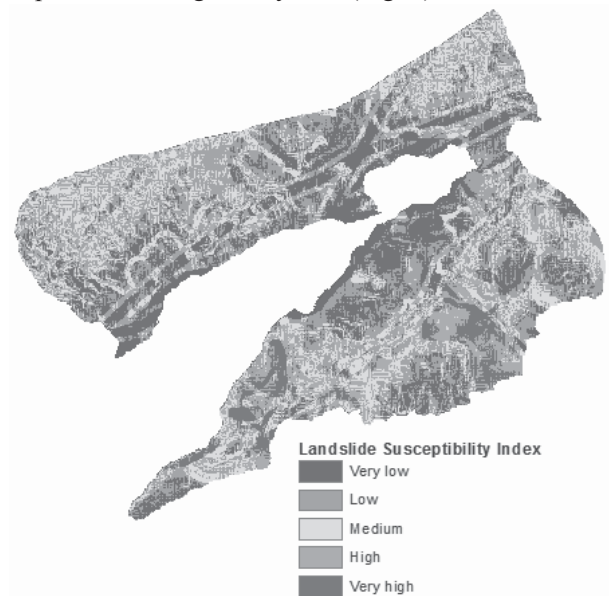 Landslide Susceptibility Index
Very low
Low
Medium
High
Very high